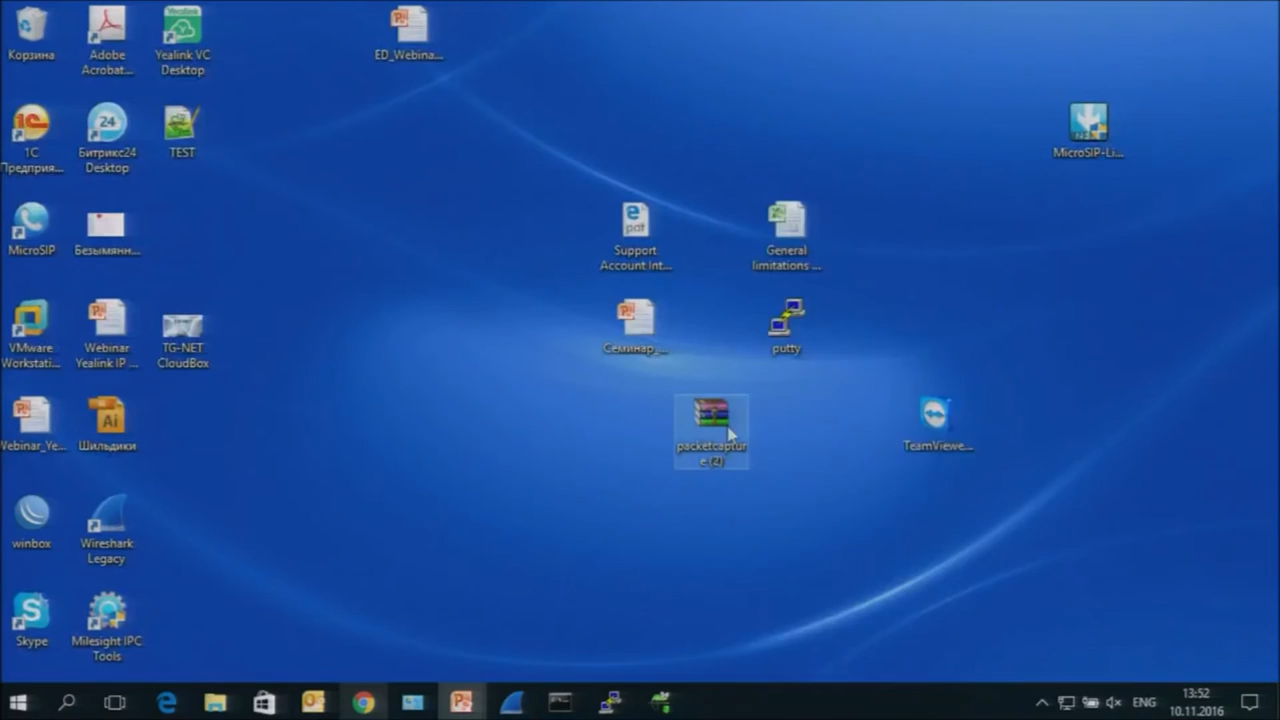 Корзина
Adobe
Acrobat...
Yealink VC
Desktop
ED_Webina...
1C
Предприя...
Битрикс24
Desktop
TEST
MicroSIP-Li...
MicroSIP
Безымянн...
Support
Account Int...
General
limitations ...
VMware
Workstati...
Webinar
Yealink IP ...
TG-NET
CloudBox
Семинар_...
putty
Webinar_Ye...
Шильдики
packetcaptur
e (2)
TeamViewe...
winbox
Wireshark
Legacy
Skype
Milesight IPC
Tools
ENG
13:52
10.11.2016